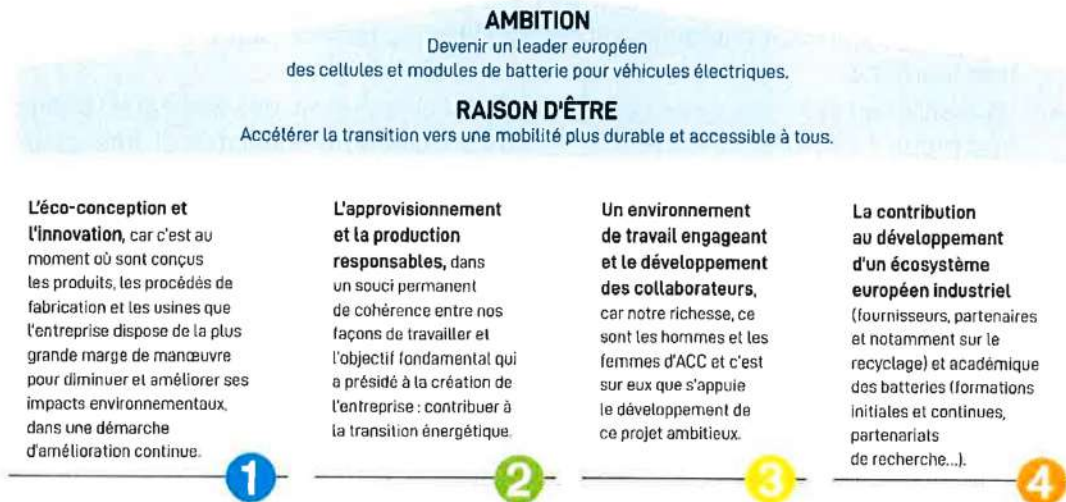 AMBITION
Devenir un leader européen
des cellules et modules de batterie pour véhicules électriques.
RAISON D'ÊTRE
Accélérer la transition vers une mobilité plus durable et accessible à tous.
L'éco-conception et
l'innovation, car c'est au
moment où sont conçus
les produits, les procédés de
fabrication et les usines que
l'entreprise dispose de la plus
grande marge de manœuvre
pour diminuer et améliorer ses
impacts environnementaux,
dans une démarche
d'amélioration continue.
1
L'approvisionnement
et la production
responsables, dans
un souci permanent
de cohérence entre nos
façons de travailler et
l'objectif fondamental qui
a présidé à la création de
l'entreprise : contribuer à
la transition énergétique.
2
Un environnement
de travail engageant
et le développement
des collaborateurs,
car notre richesse, ce
sont les hommes et les
femmes d'ACC et c'est
sur eux que s'appuie
le développement de
ce projet ambitieux.
3
La contribution
au développement
d'un écosystème
européen industriel
(fournisseurs, partenaires
et notamment sur le
recyclage) et académique
des batteries (formations
initiales et continues,
partenariats
de recherche...).
4